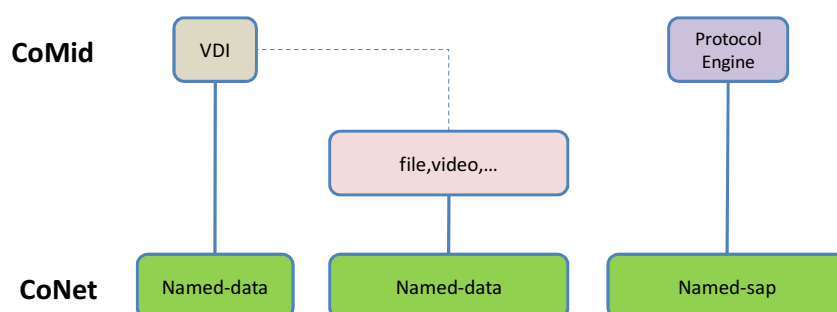 CoMid
VDI
Protocol
Engine
file,video,...
CoNet
Named-data
Named-data
Named-sap